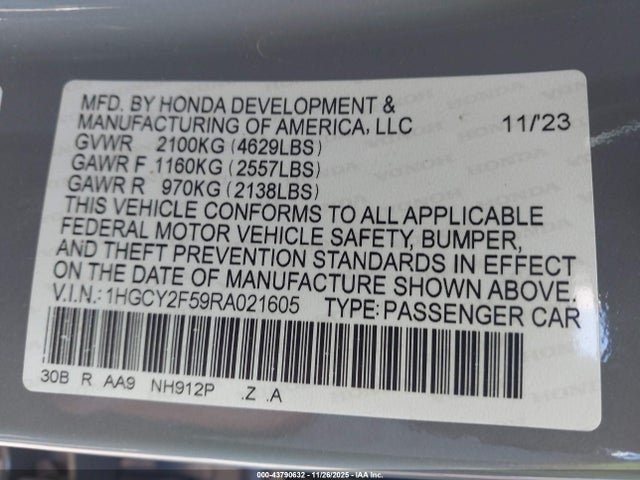 MFD. BY HONDA DEVELOPMENT &
MANUFACTURING OF AMERICA, LLC 11/'23
GVWR 2100KG (4629LBS)
GAWR F .1160KG (2557LBS)
GAWR R 970KG (2138LBS)
THIS VEHICLE CONFORMS TO ALL APPLICABLE
FEDERAL MOTOR VEHICLE SAFETY, BUMPER,
AND THEFT PREVENTION STANDARDS IN EFFECT
ON THE DATE OF MANUFACTURE SHOWN ABOVE.
V.I.N.: 1HGCY2F59RA021605 TYPE: PASSENGER CAR
30B R AA9 NH912P .Z .A
000-43790632 - 11/26/2025 - IAA Inc.